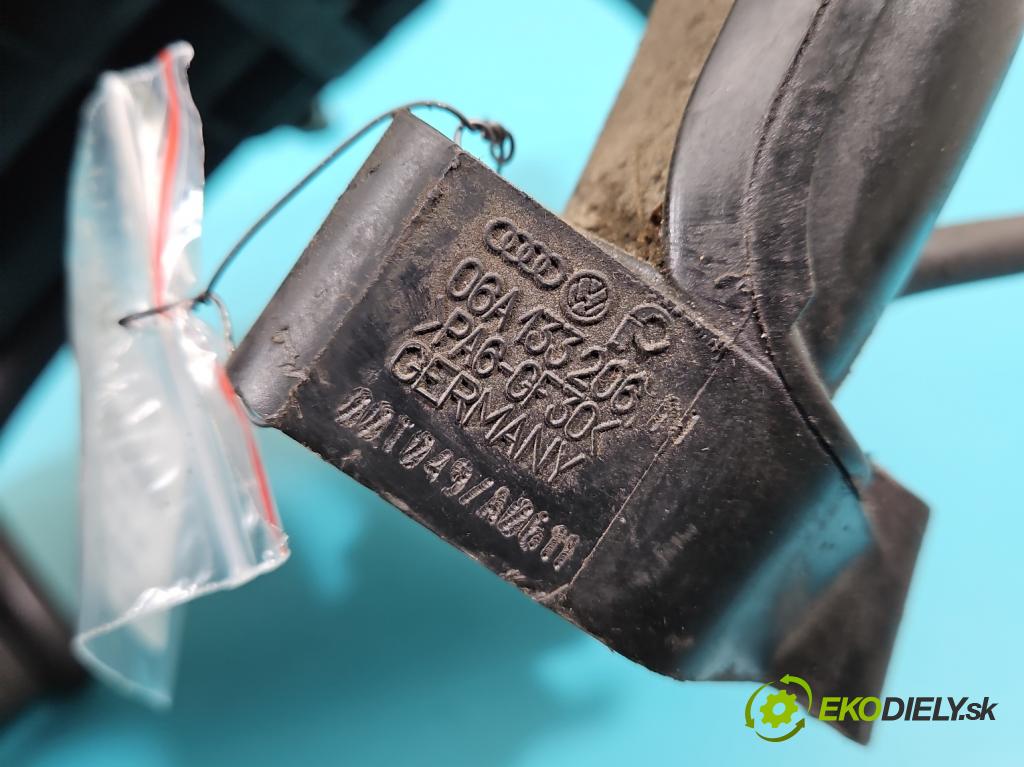 06A 133 206
>PA6-GF30<
GERMANY
EKODIELY.sk